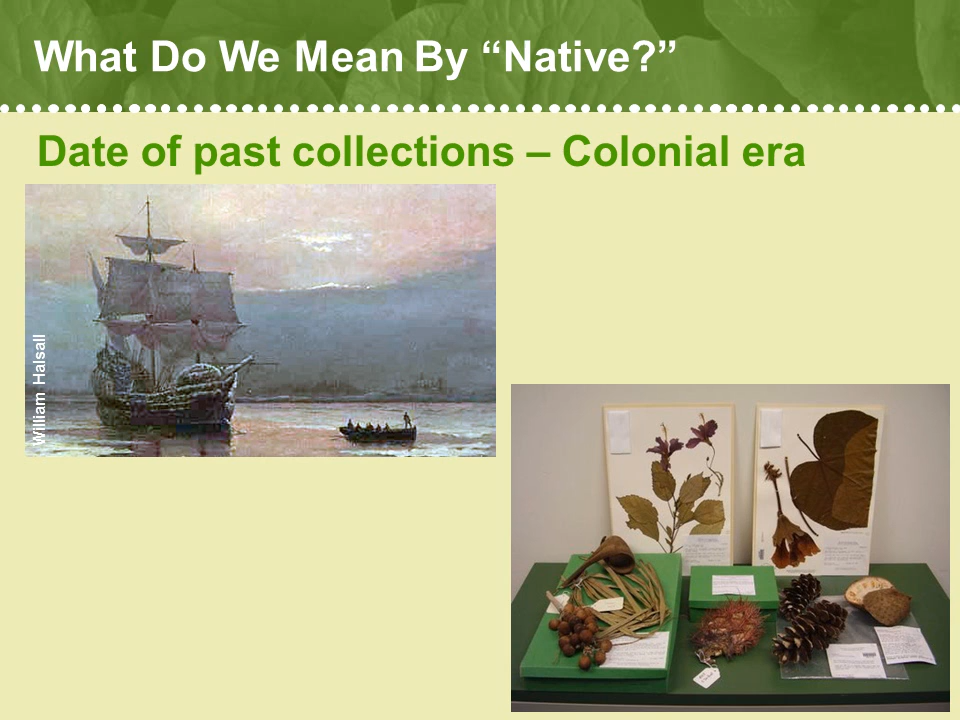 What Do We Mean By “Native?”
Date of past collections – Colonial era
William Halsall